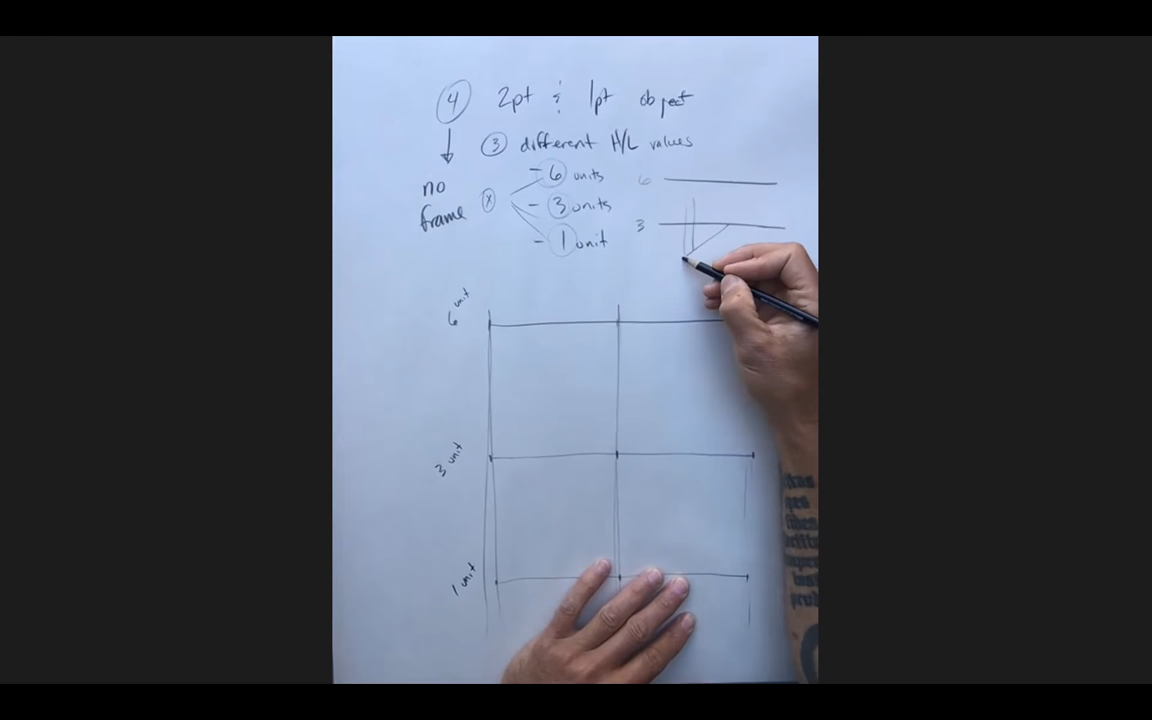 4 2pt & 1pt object
3 different H/L values
no frame
x
- 6 units
- 3 units
- 1 unit
6
3
6 unit
3 unit
1 unit